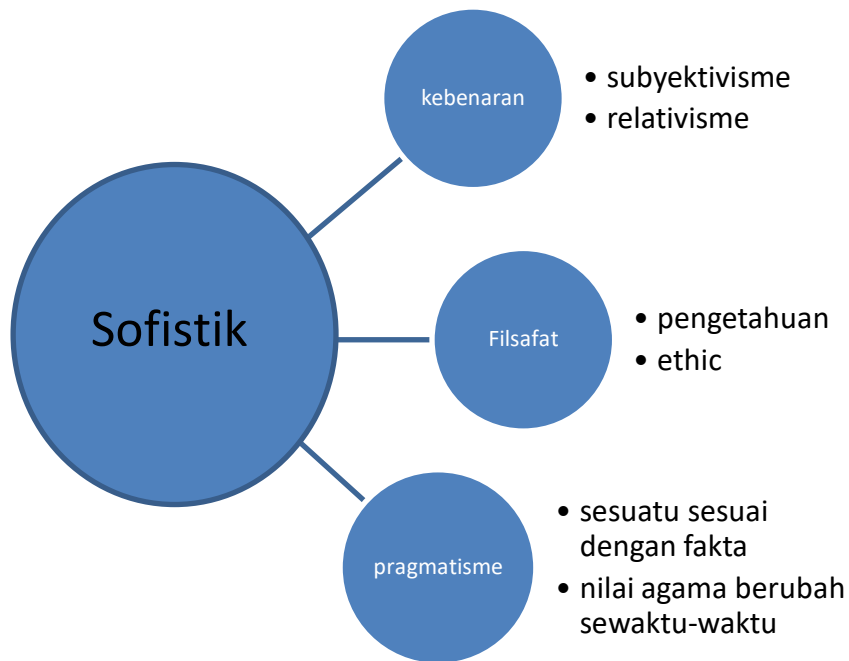 Sofistik
kebenaran
• subyektivisme
• relativisme
Filsafat
• pengetahuan
• ethic
pragmatisme
• sesuatu sesuai
dengan fakta
• nilai agama berubah
sewaktu-waktu